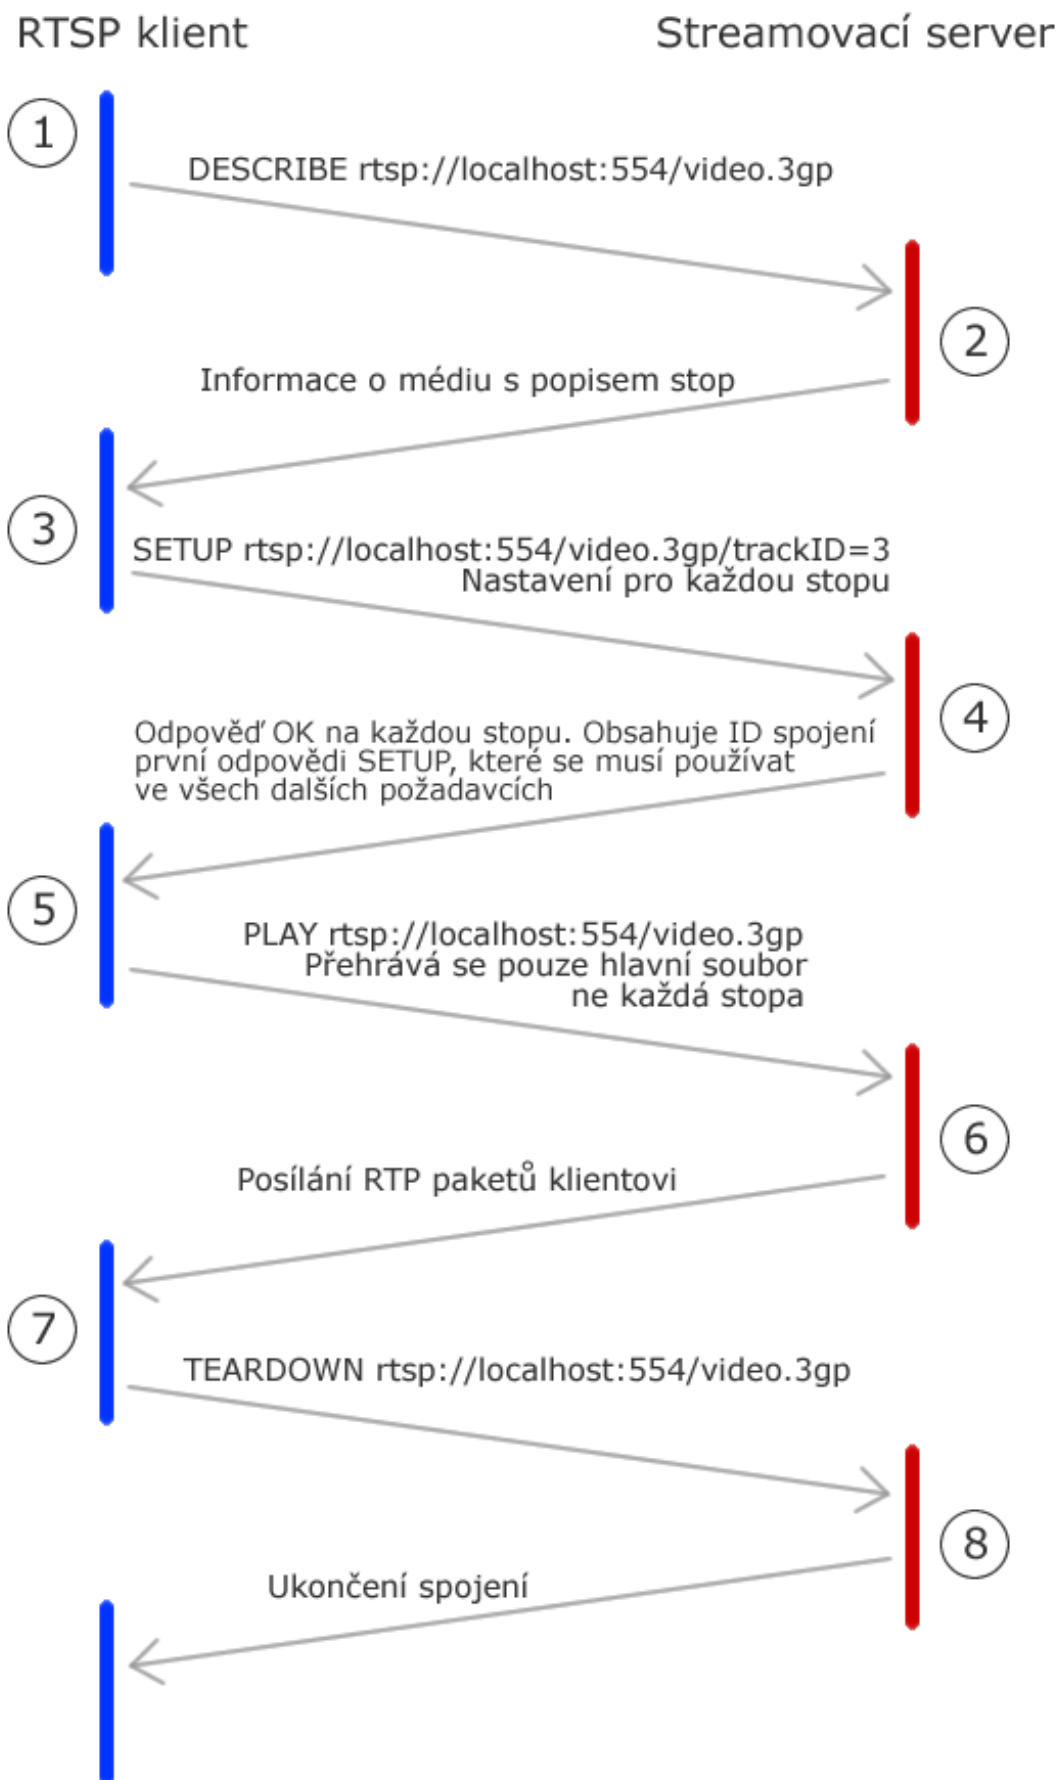 RTSP klient
Streamovací server
1
DESCRIBE rtsp://localhost:554/video.3gp
2
Informace o médiu s popisem stop
3
SETUP rtsp://localhost:554/video.3gp/trackID=3
Nastavení pro každou stopu
4
Odpověď OK na každou stopu. Obsahuje ID spojení
první odpovědi SETUP, které se musí používat
ve všech dalších požadavcích
5
PLAY rtsp://localhost:554/video.3gp
Přehrává se pouze hlavní soubor
ne každá stopa
6
Posílání RTP paketů klientovi
7
TEARDOWN rtsp://localhost:554/video.3gp
8
Ukončení spojení